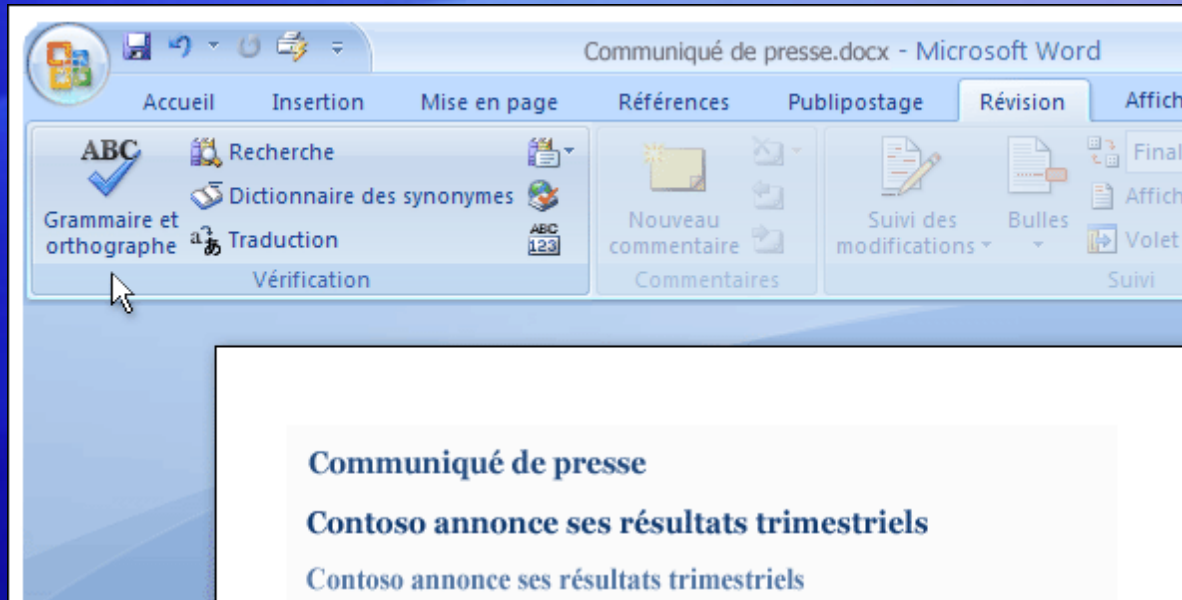 Communiqué de presse.docx - Microsoft Word
Accueil Insertion Mise en page Références Publipostage Révision Affich
ABC
Grammaire et
orthographe
Recherche
Dictionnaire des synonymes
Traduction
ABC
123
Vérification
Nouveau
commentaire
Commentaires
Suivi des
modifications
Bulles
Final
Affich
Volet
Suivi
Communiqué de presse
Contoso annonce ses résultats trimestriels
Contoso annonce ses résultats trimestriels